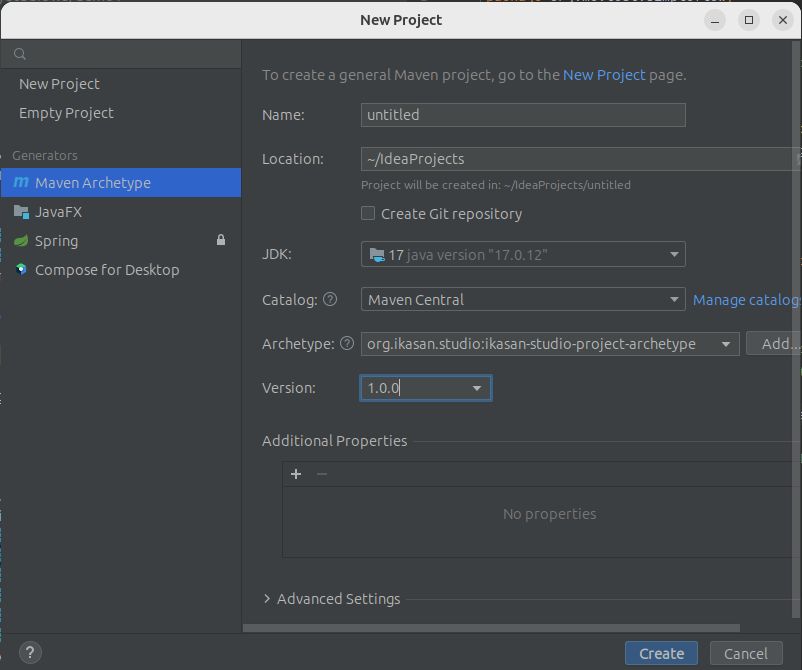 New Project
New Project
Empty Project
Generators
Maven Archetype
JavaFX
Spring
Compose for Desktop
To create a general Maven project, go to the New Project page.
Name: untitled
Location: ~/IdeaProjects
Project will be created in: ~/IdeaProjects/untitled
Create Git repository
JDK: 17 java version "17.0.12"
Catalog: ? Maven Central Manage catalogs
Archetype: ? org.ikasan.studio:ikasan-studio-project-archetype Add...
Version: 1.0.0
Additional Properties
+ −
No properties
> Advanced Settings
? Create Cancel